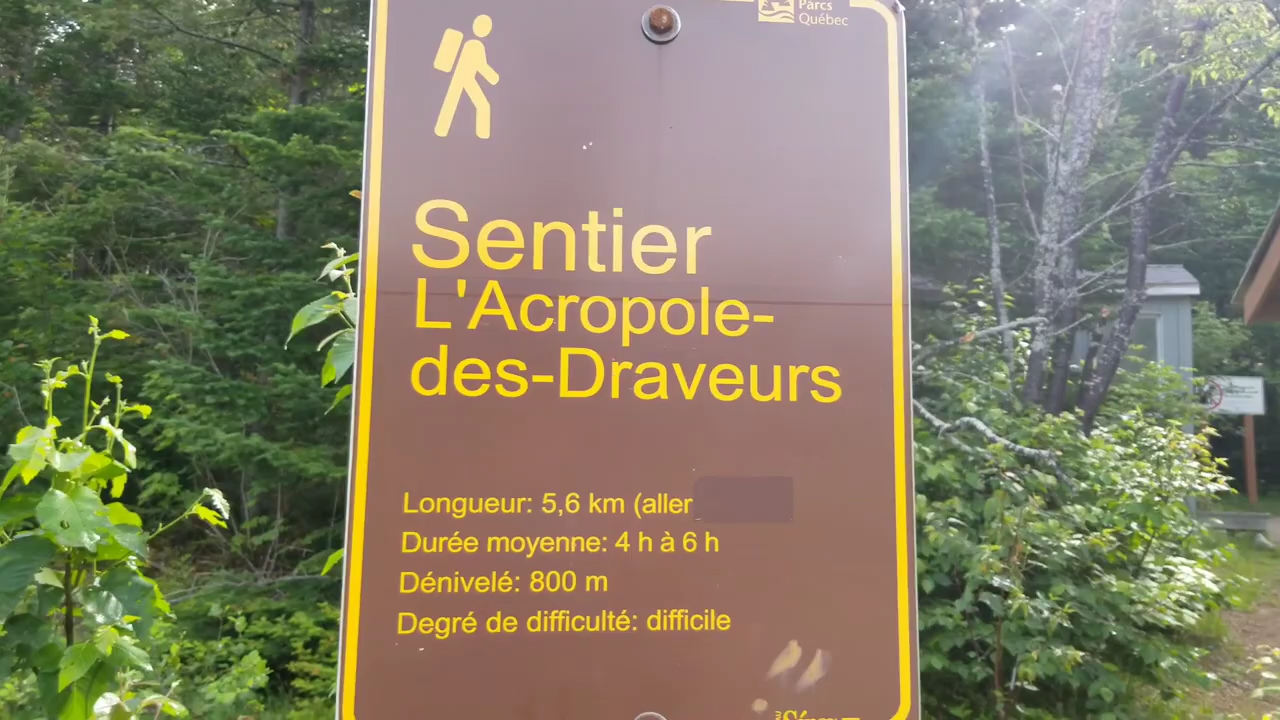 Parcs
Québec
Sentier
L'Acropole-
des-Draveurs
Longueur: 5,6 km (aller
Durée moyenne: 4 h à 6 h
Dénivelé: 800 m
Degré de difficulté: difficile